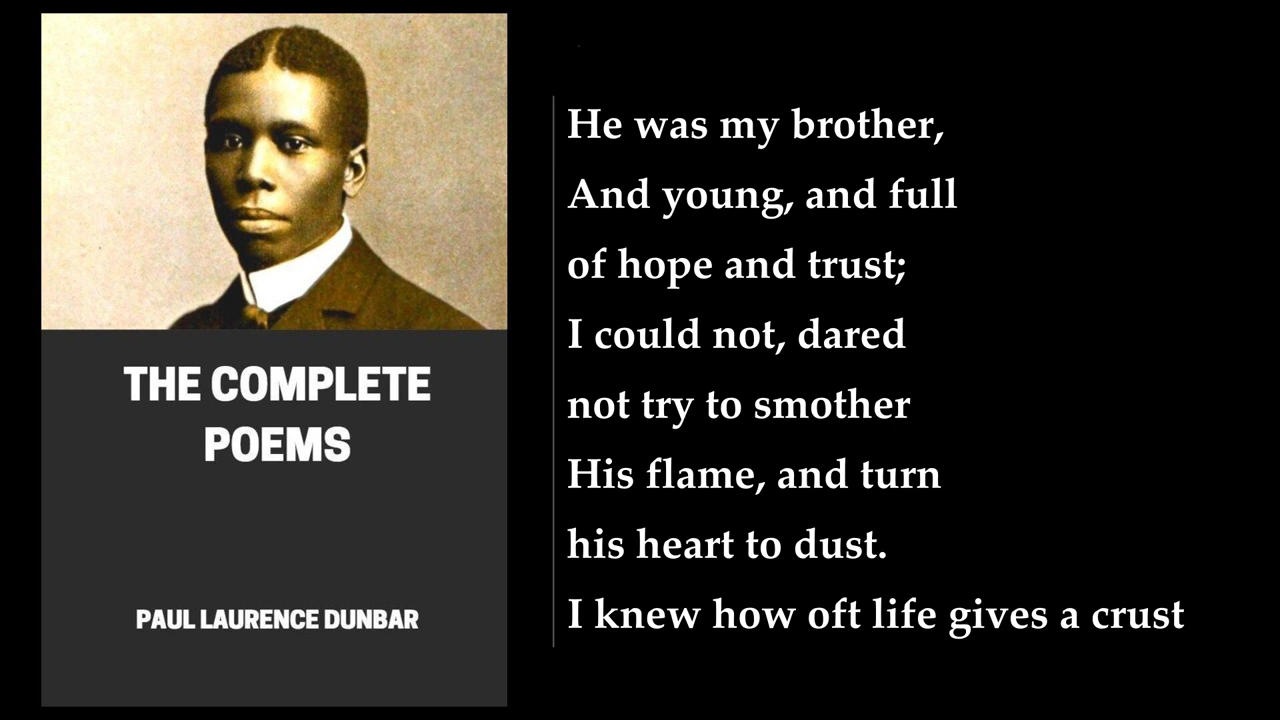 THE COMPLETE
POEMS
PAUL LAURENCE DUNBAR
He was my brother,
And young, and full
of hope and trust;
I could not, dared
not try to smother
His flame, and turn
his heart to dust.
I knew how oft life gives a crust